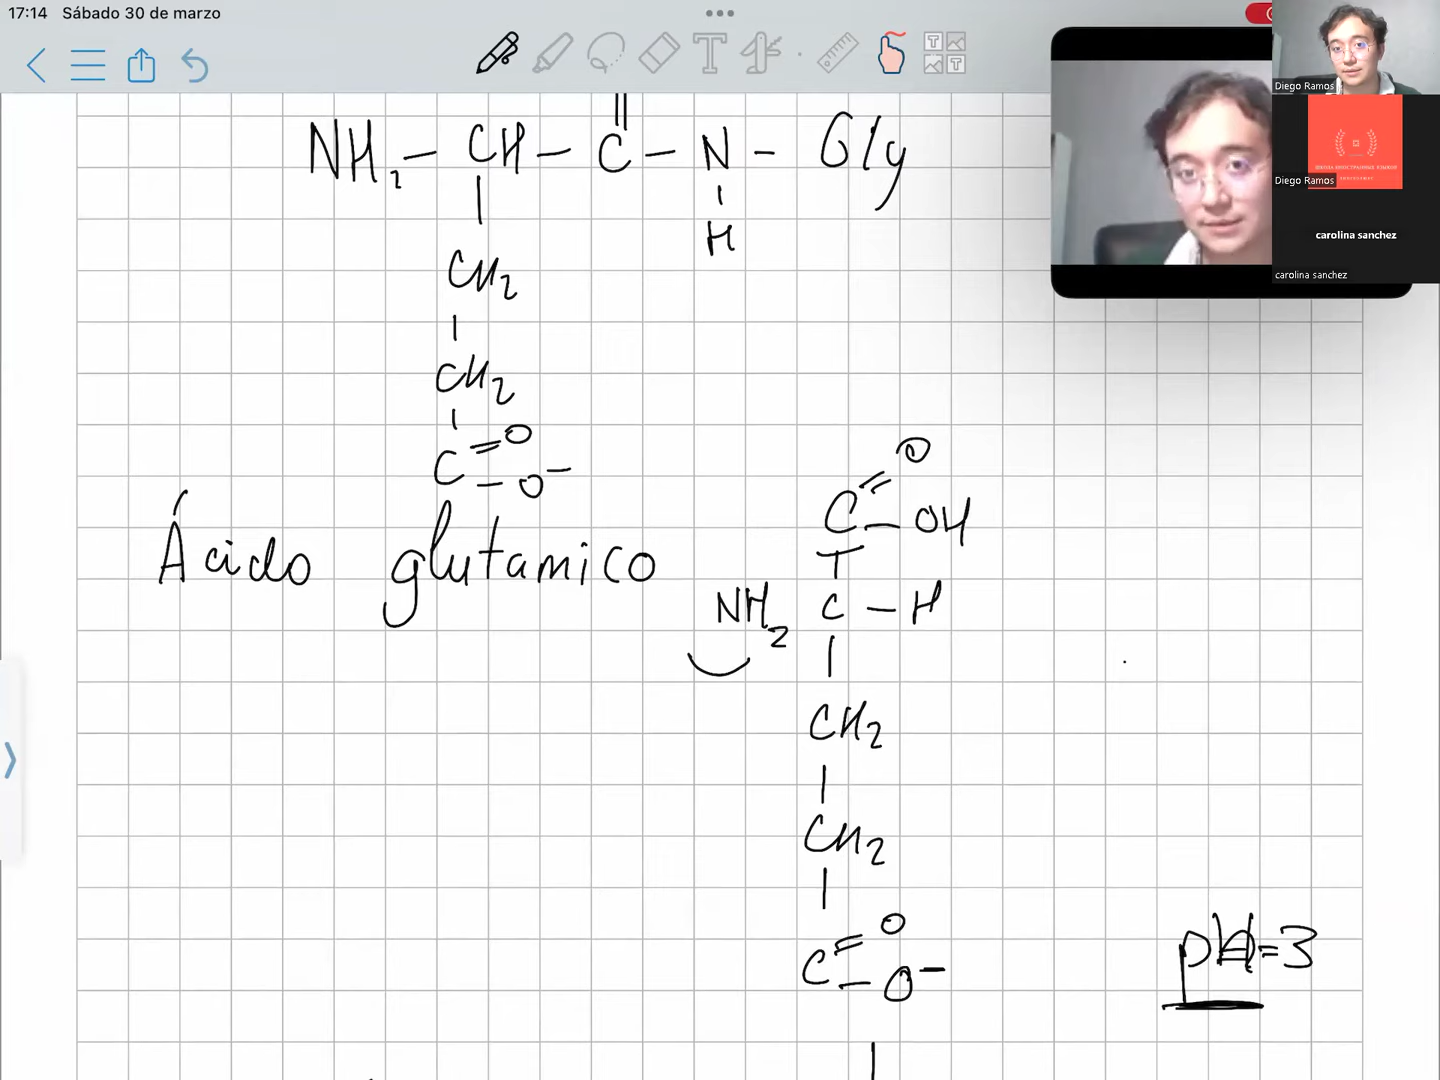 17:14 Sábado 30 de marzo
Diego Ramos
Diego Ramos
carolina sanchez
carolina sanchez
NH₂ – CH – C – N – Gly
H
CH₂
CH₂
C = O
– O⁻
Ácido glutamico
C = O
– OH
NH₂ C – H
CH₂
CH₂
C = O
– O⁻
pH=3